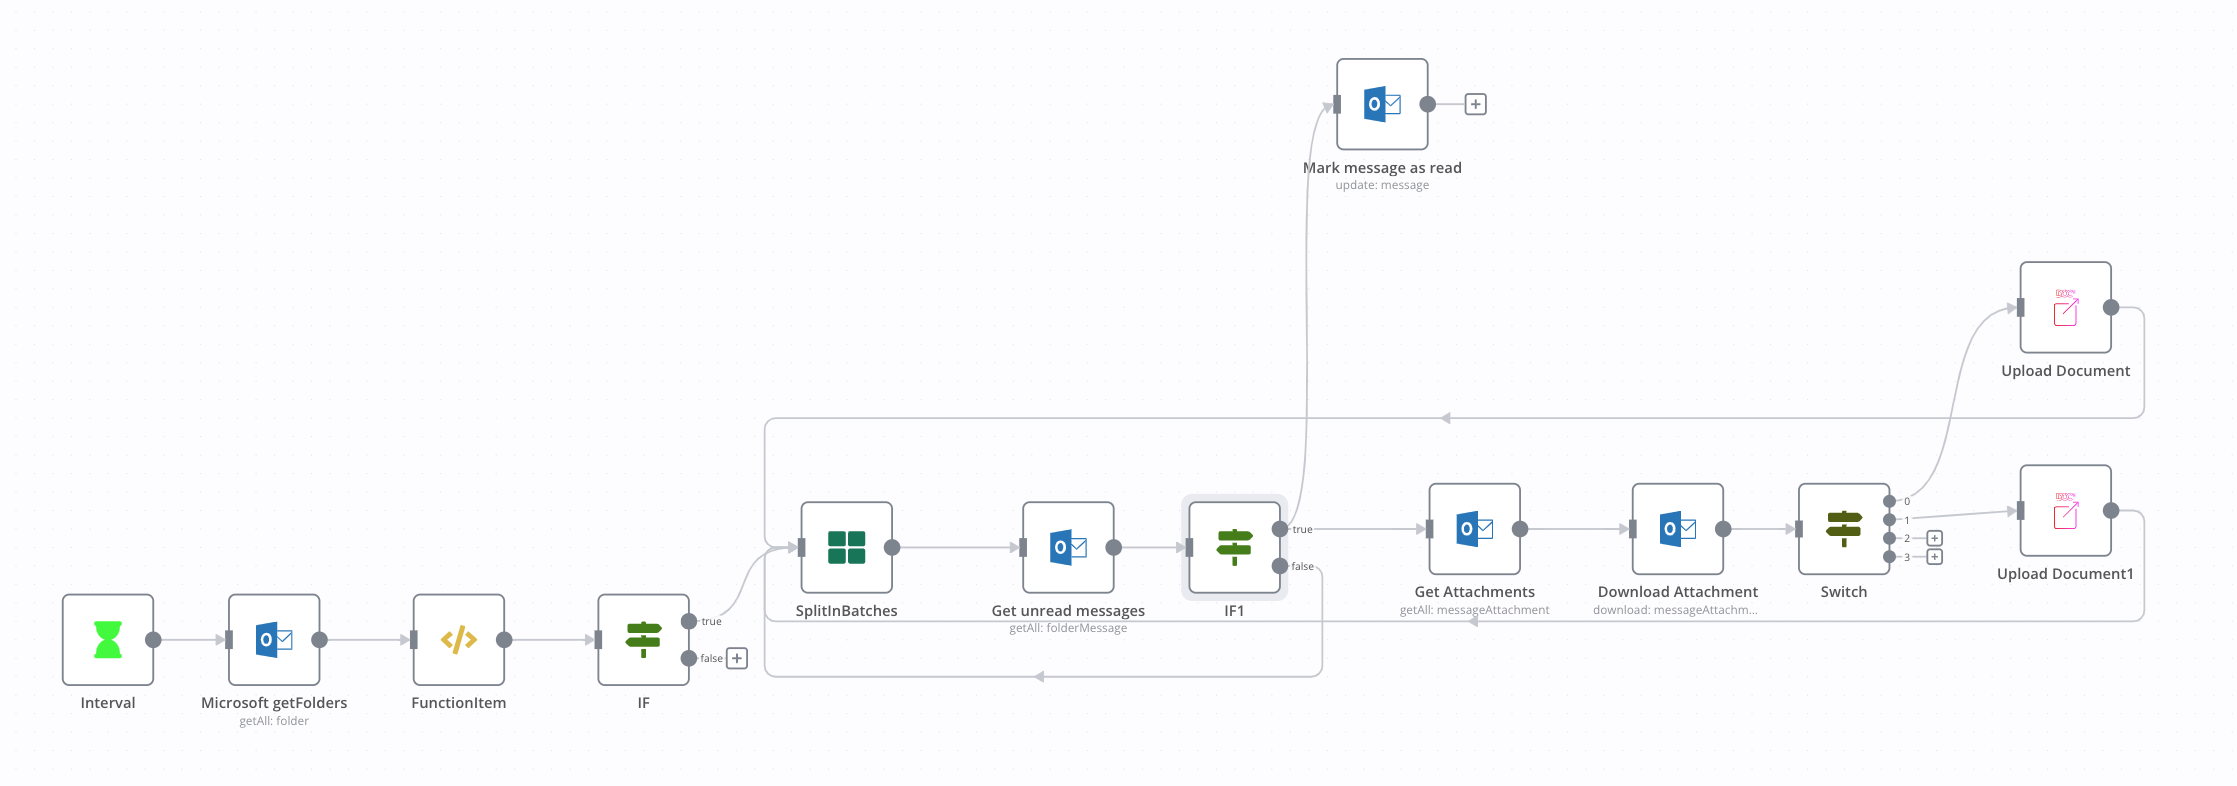 Mark message as read
update: message
Upload Document
true
false
SplitInBatches
Get unread messages
getAll: folderMessage
IF1
Get Attachments
getAll: messageAttachment
Download Attachment
download: messageAttachm...
Switch
0
1
2
3
Upload Document1
Interval
Microsoft getFolders
getAll: folder
FunctionItem
IF
true
false